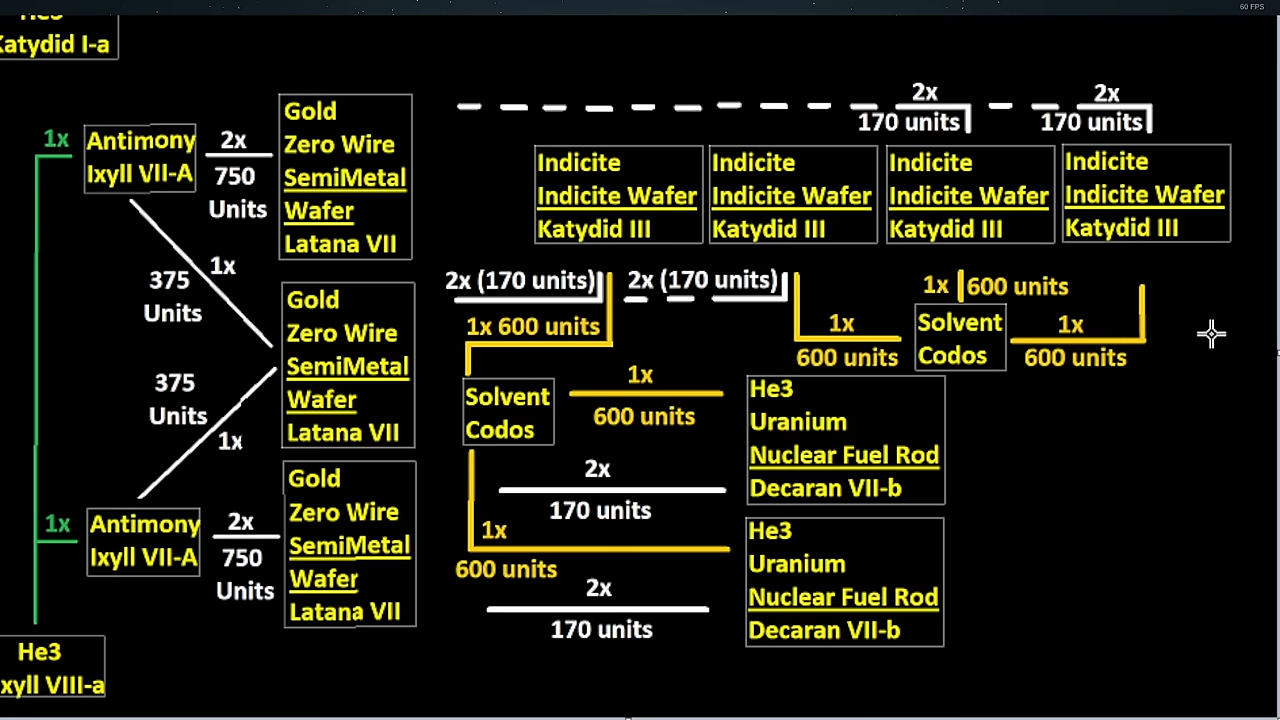 60 FPS
He3
Katydid I-a
1x
Antimony
Ixyll VII-A
2x
750
Units
Gold
Zero Wire
SemiMetal
Wafer
Latana VII
2x
170 units
2x
170 units
Indicite
Indicite Wafer
Katydid III
Indicite
Indicite Wafer
Katydid III
Indicite
Indicite Wafer
Katydid III
Indicite
Indicite Wafer
Katydid III
375
Units
1x
Gold
Zero Wire
SemiMetal
Wafer
Latana VII
375
Units
1x
2x (170 units)
2x (170 units)
1x 600 units
1x
600 units
1x
600 units
Solvent
Codos
1x
600 units
Solvent
Codos
1x
600 units
He3
Uranium
Nuclear Fuel Rod
Decaran VII-b
2x
170 units
1x
600 units
2x
170 units
He3
Uranium
Nuclear Fuel Rod
Decaran VII-b
1x
Antimony
Ixyll VII-A
2x
750
Units
Gold
Zero Wire
SemiMetal
Wafer
Latana VII
He3
xyll VIII-a